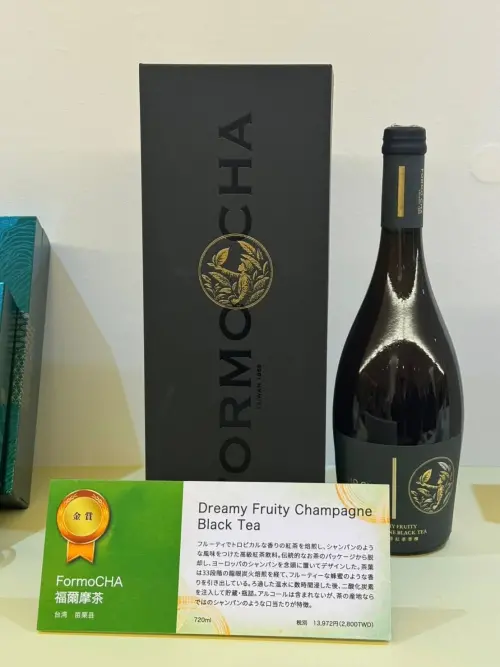 FORMOCHA
TAIWAN 1868
金賞
FormoCHA
福爾摩茶
台湾 苗栗县
Dreamy Fruity Champagne
Black Tea
フルーティでトロピカルな香りの紅茶を焙煎し、シャンパンのよう
な風味をつけた高級紅茶飲料。伝統的なお茶のパッケージから脱
却し、ヨーロッパのシャンパンを念頭に置いてデザインした。茶葉
は33段階の龍眼炭火焙煎を経て、フルーティーな蜂蜜のような香
りを引き出している。ろ過した温水に数時間浸した後、二酸化炭素
を注入して貯蔵・瓶詰。アルコールは含まれないが、茶の産地なら
ではのシャンパンのような口当たりが特徴。
720ml
税別 13,972円(2,800TWD)
Y FRUITY
NE BLACK TEA